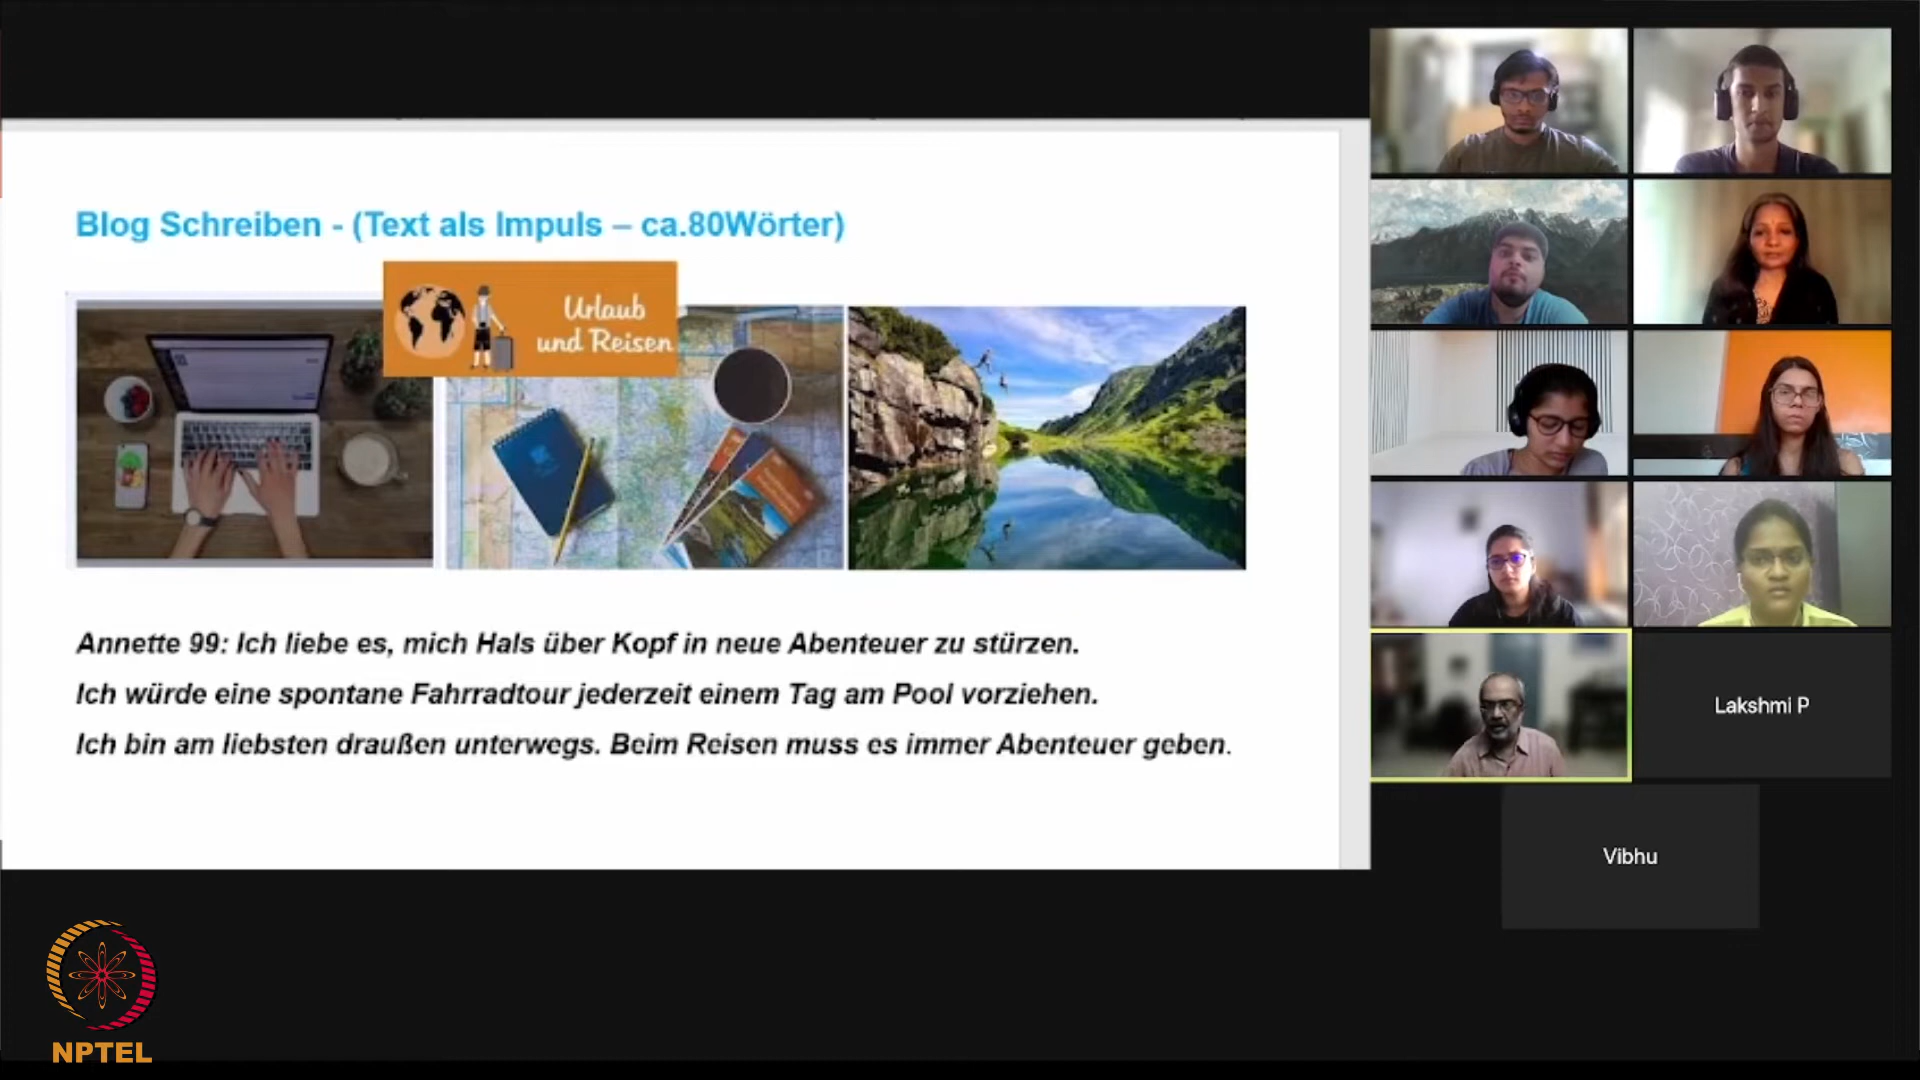 Blog Schreiben - (Text als Impuls – ca.80Wörter)
Urlaub
und Reisen
Annette 99: Ich liebe es, mich Hals über Kopf in neue Abenteuer zu stürzen.
Ich würde eine spontane Fahrradtour jederzeit einem Tag am Pool vorziehen.
Ich bin am liebsten draußen unterwegs. Beim Reisen muss es immer Abenteuer geben.
Lakshmi P
Vibhu
NPTEL